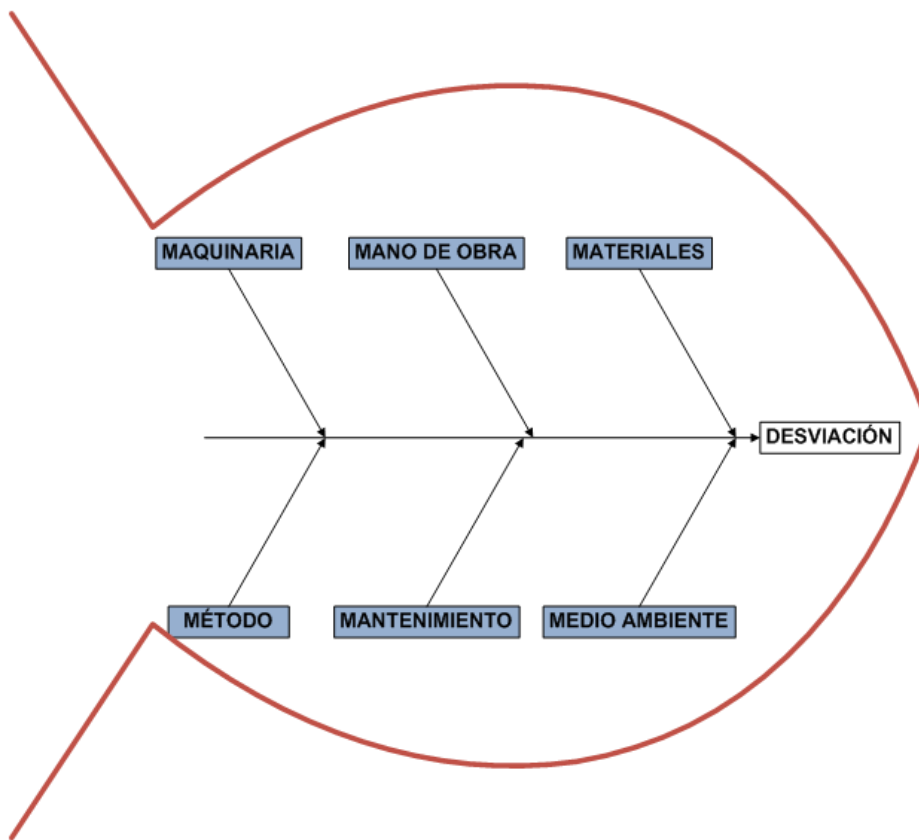 MAQUINARIA
MANO DE OBRA
MATERIALES
DESVIACIÓN
MÉTODO
MANTENIMIENTO
MEDIO AMBIENTE